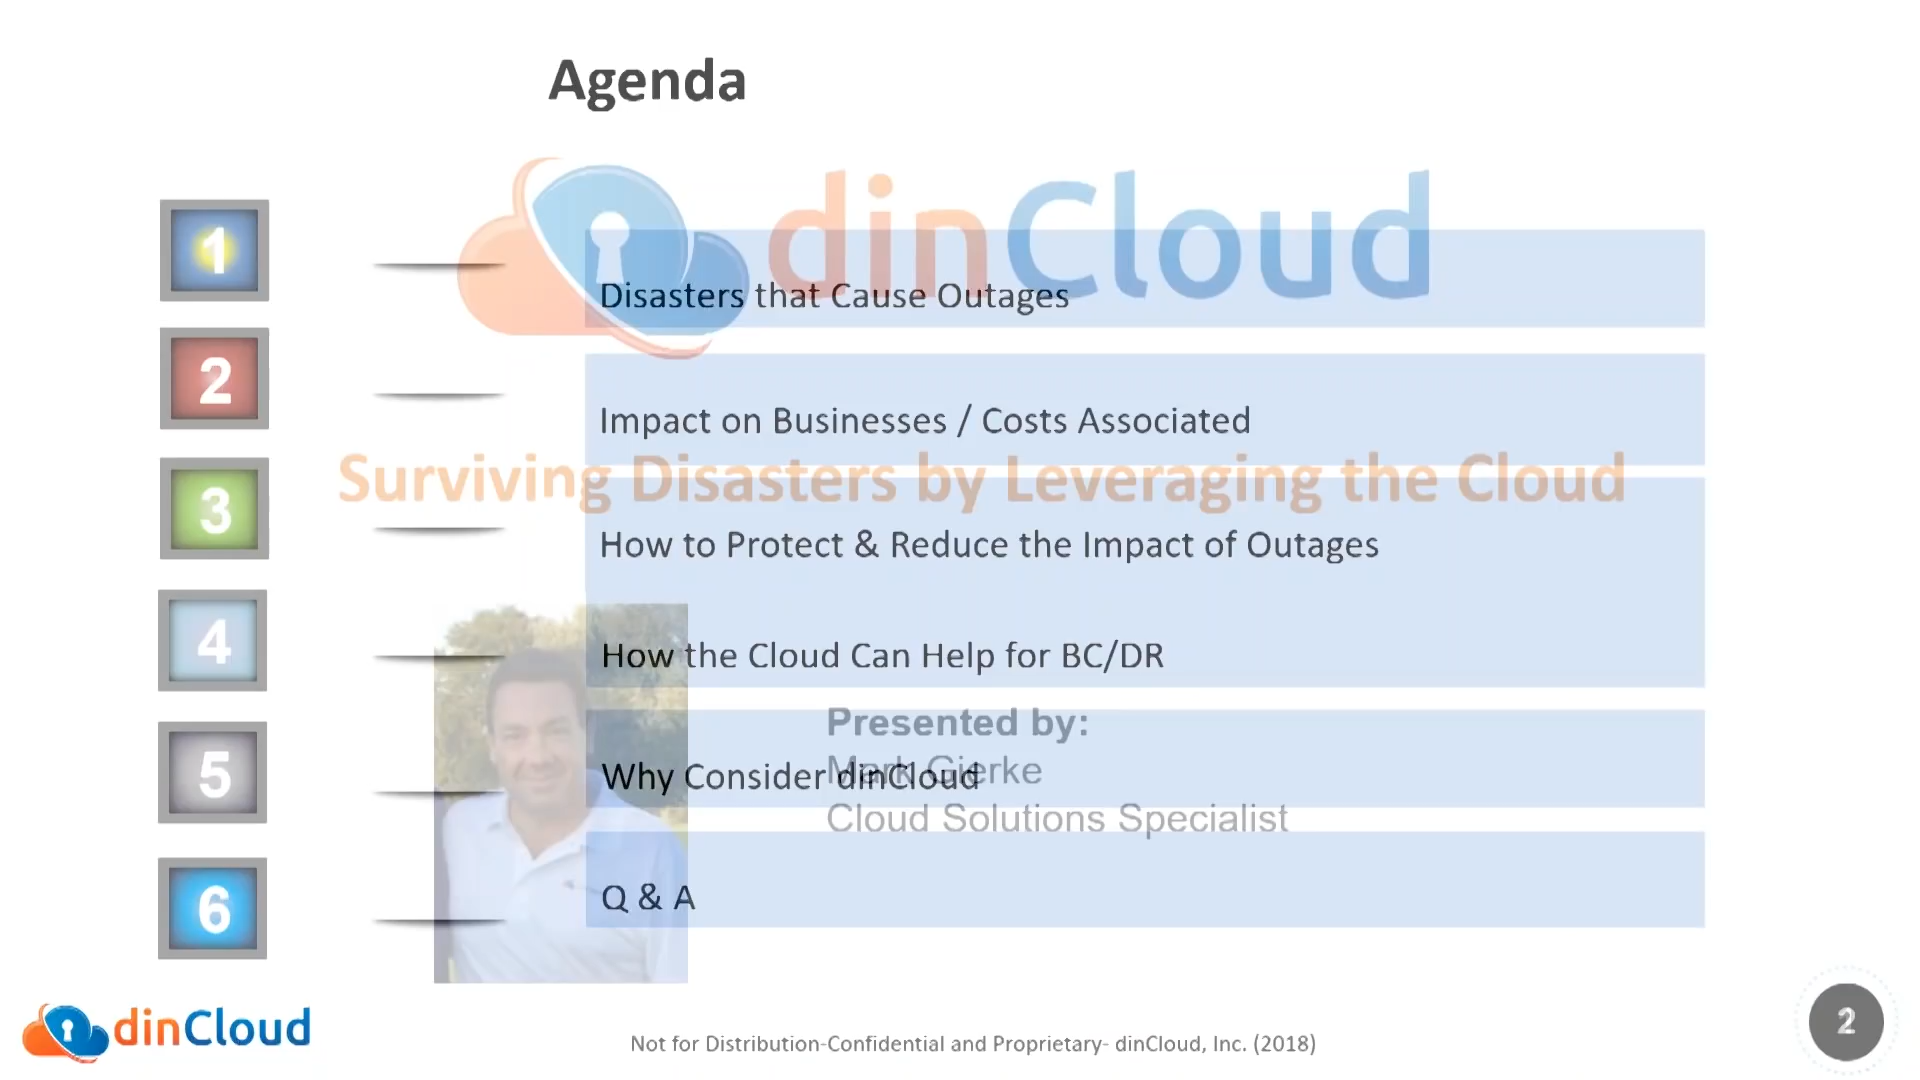 Agenda
dinCloud
1
Disasters that Cause Outages
2
Impact on Businesses / Costs Associated
Surviving Disasters by Leveraging the Cloud
3
How to Protect & Reduce the Impact of Outages
4
How the Cloud Can Help for BC/DR
Presented by:
5
Why Consider dinCloud
Mark Gierke
Cloud Solutions Specialist
6
Q & A
dinCloud
Not for Distribution-Confidential and Proprietary- dinCloud, Inc. (2018)
2